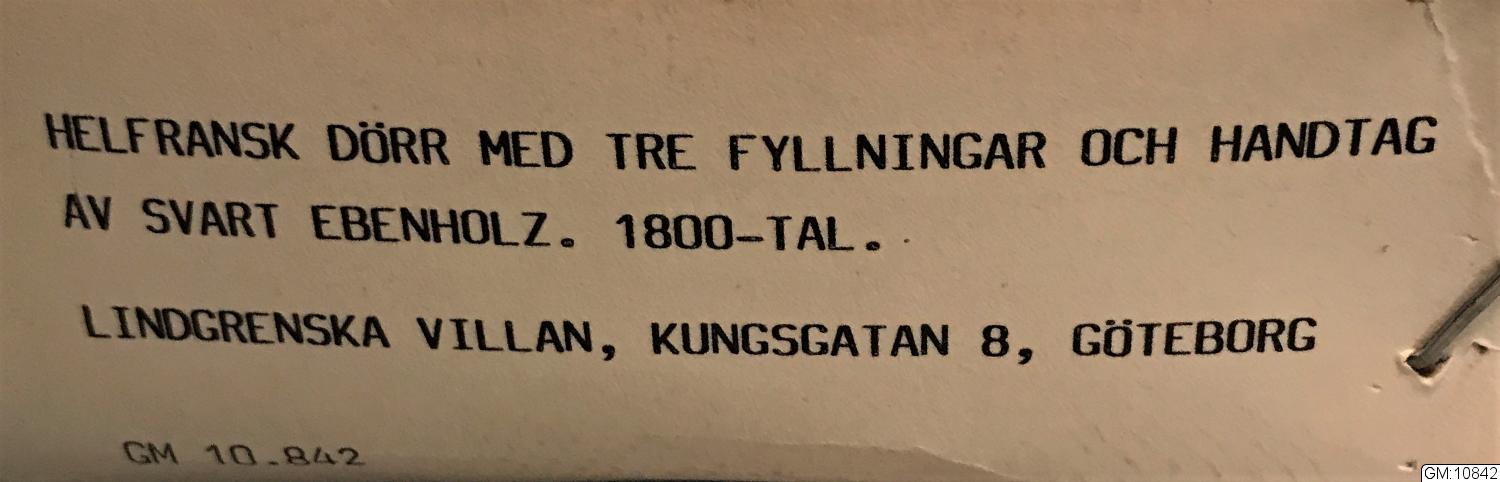 HELFRANSK DÖRR MED TRE FYLLNINGAR OCH HANDTAG
AV SVART EBENHOLZ. 1800-TAL.
LINDGRENSKA VILLAN, KUNGSGATAN 8, GÖTEBORG
GM 10.842
GM:10842